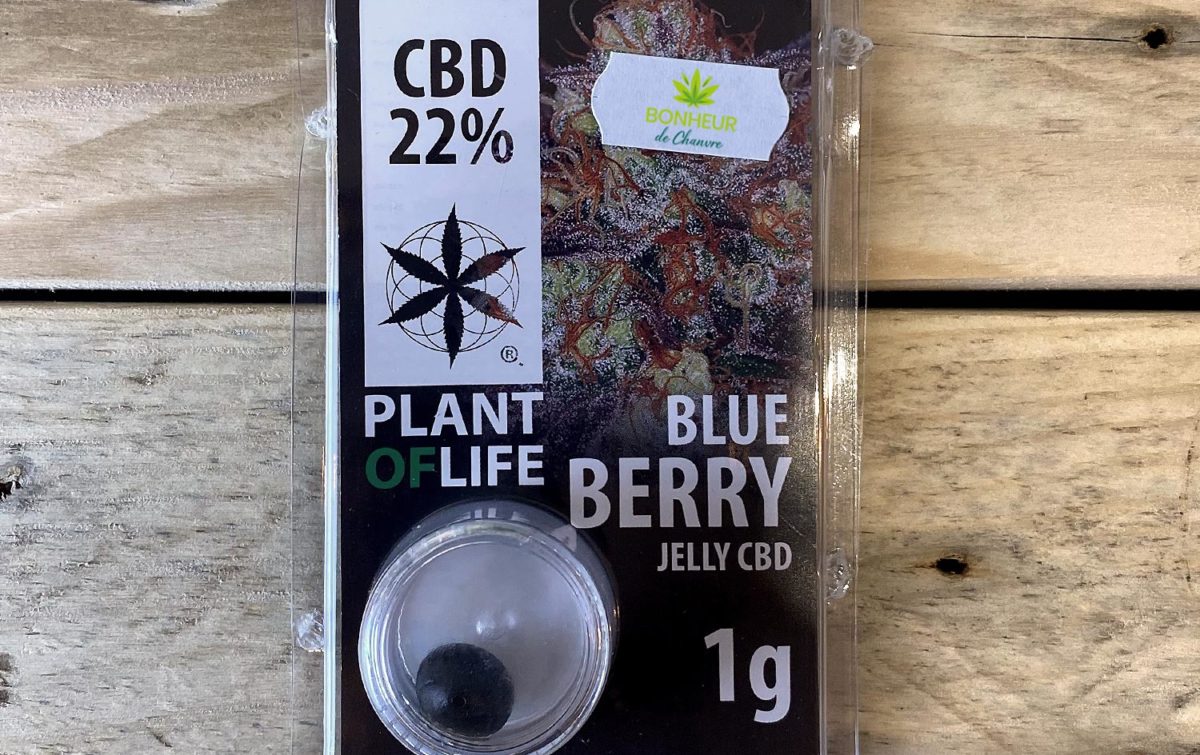 CBD
22%
BONHEUR
de Chanvre
®
PLANT
OFLIFE
BLUE
BERRY
JELLY CBD
1g